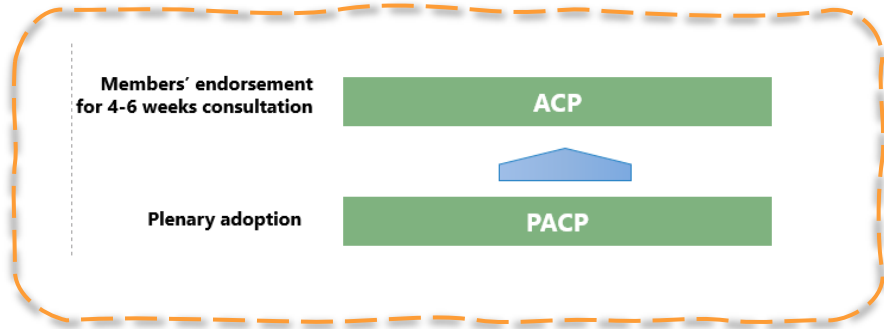 Members’ endorsement
for 4-6 weeks consultation
ACP
Plenary adoption
PACP